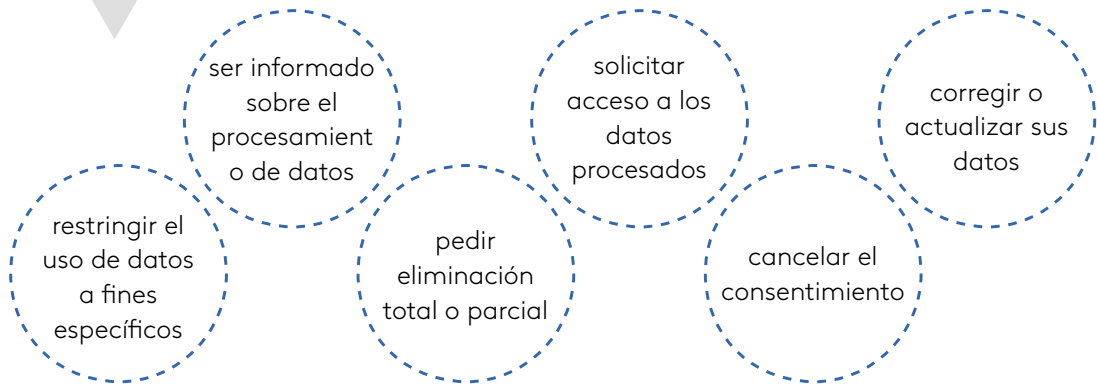 restringir el
uso de datos
a fines
específicos
ser informado
sobre el
procesamient
o de datos
pedir
eliminación
total o parcial
solicitar
acceso a los
datos
procesados
cancelar el
consentimiento
corregir o
actualizar sus
datos